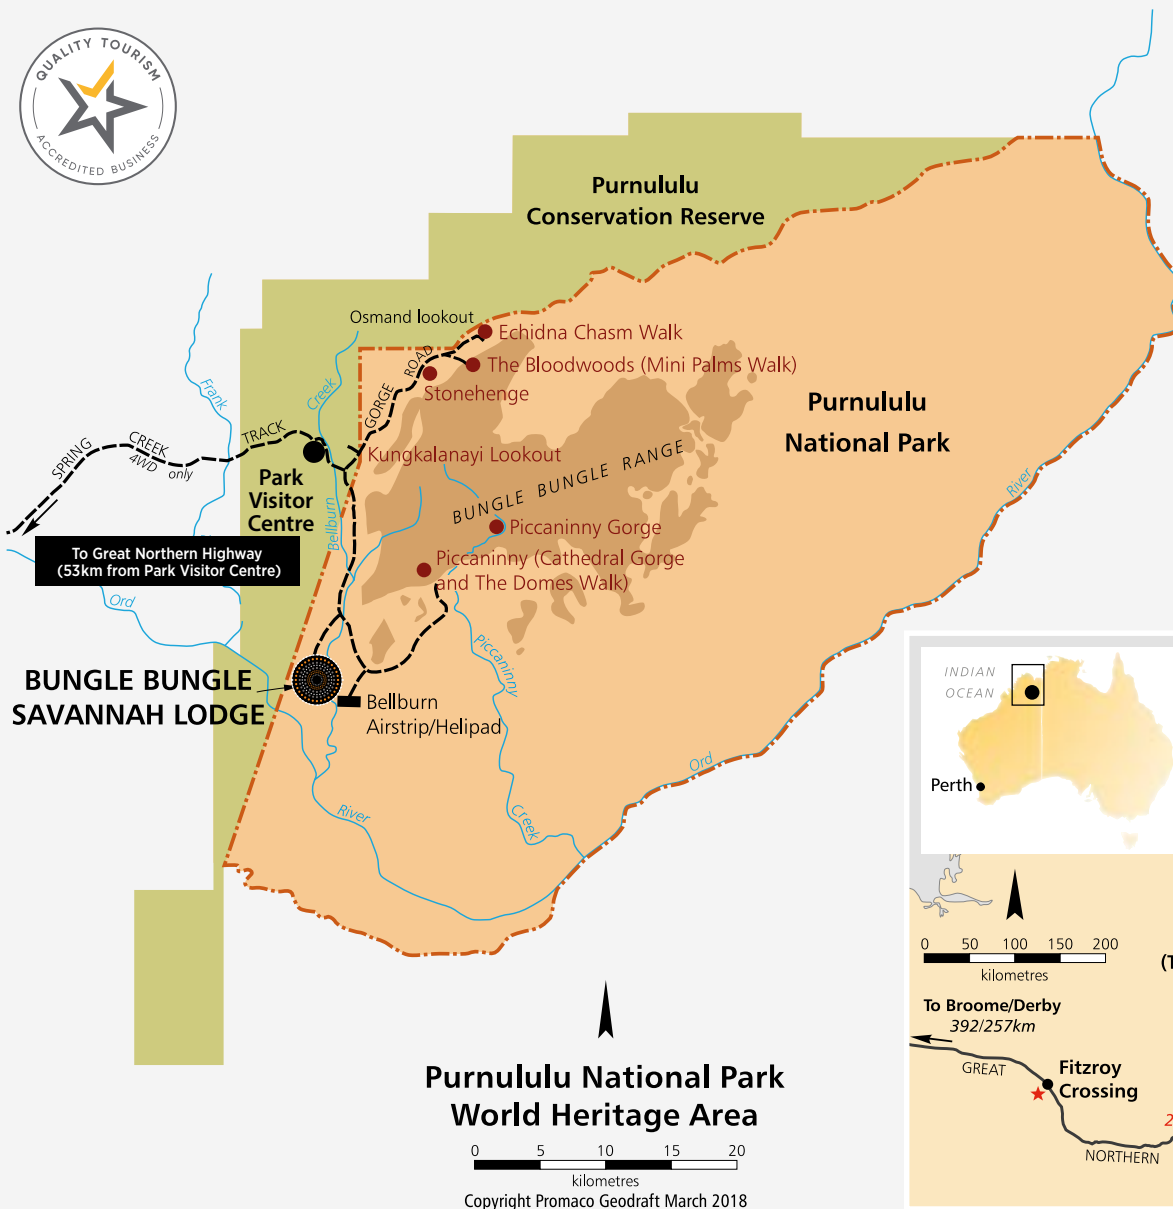 QUALITY TOURISM
ACCREDITED BUSINESS
Purnululu
Conservation Reserve
Osmand lookout
Echidna Chasm Walk
The Bloodwoods (Mini Palms Walk)
Stonehenge
GORGE ROAD
Purnululu
National Park
Frank
Creek
SPRING CREEK TRACK
4WD only
Kungkalanayi Lookout
Park
Visitor
Centre
BUNGLE BUNGLE RANGE
River
Bellburn
Piccaninny Gorge
To Great Northern Highway
(53km from Park Visitor Centre)
Piccaninny (Cathedral Gorge
and The Domes Walk)
Ord
Piccaninny
BUNGLE BUNGLE
SAVANNAH LODGE
Bellburn
Airstrip/Helipad
Ord
River
Creek
INDIAN
OCEAN
Perth
0 50 100 150 200
kilometres
(T
To Broome/Derby
392/257km
GREAT
Fitzroy
Crossing
2
NORTHERN
Purnululu National Park
World Heritage Area
0 5 10 15 20
kilometres
Copyright Promaco Geodraft March 2018